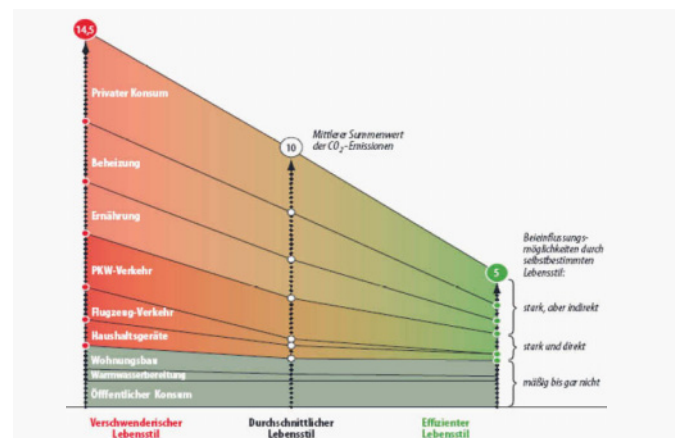 14,5
Privater Konsum
Mittlerer Summenwert
der CO₂-Emissionen
10
Beheizung
Ernährung
Beieinflussungs-
möglichkeiten durch
selbstbestimmten
Lebensstil:
5
PKW-Verkehr
stark, aber indirekt
Flugzeug-Verkehr
Haushaltsgeräte
stark und direkt
Wohnungsbau
Warmwasserbereitung
mäßig bis gar nicht
Öffentlicher Konsum
Verschwenderischer
Lebensstil
Durchschnittlicher
Lebensstil
Effizienter
Lebensstil